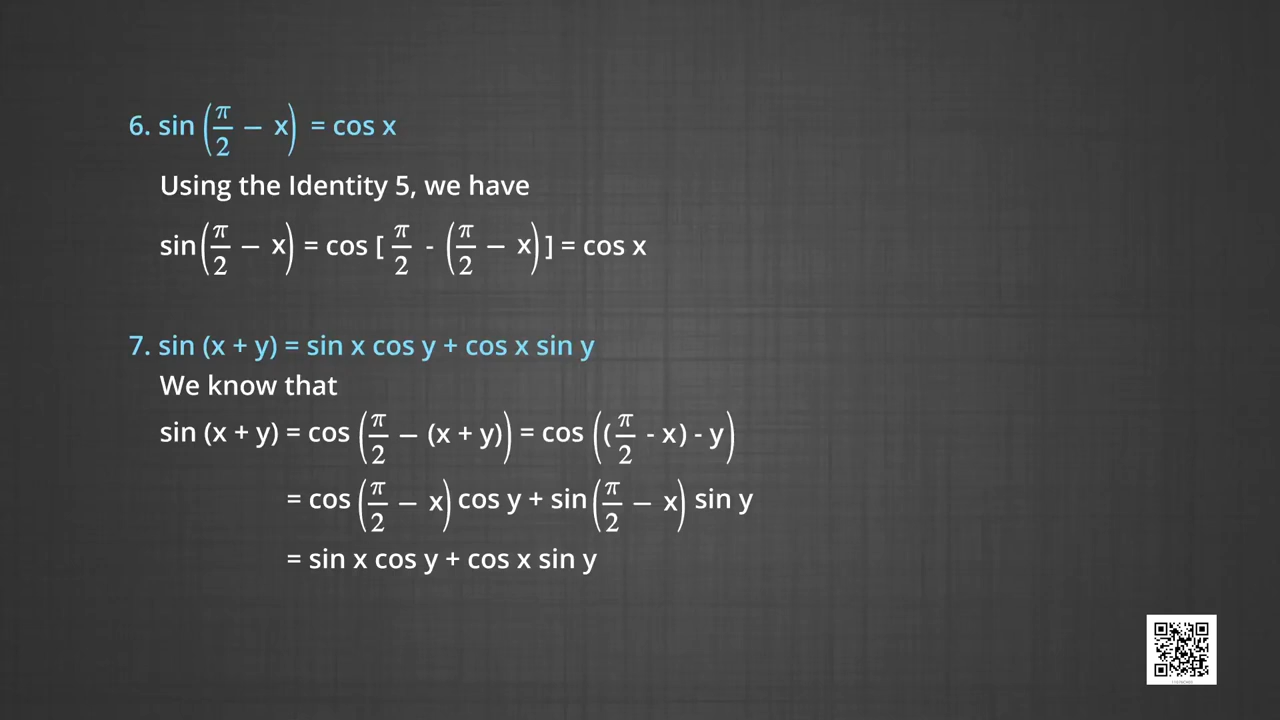 6. sin (π/2 − x) = cos x
Using the Identity 5, we have
sin(π/2 − x) = cos [ π/2 - (π/2 − x) ] = cos x
7. sin (x + y) = sin x cos y + cos x sin y
We know that
sin (x + y) = cos (π/2 − (x + y)) = cos ((π/2 - x) - y)
= cos (π/2 − x) cos y + sin (π/2 − x) sin y
= sin x cos y + cos x sin y